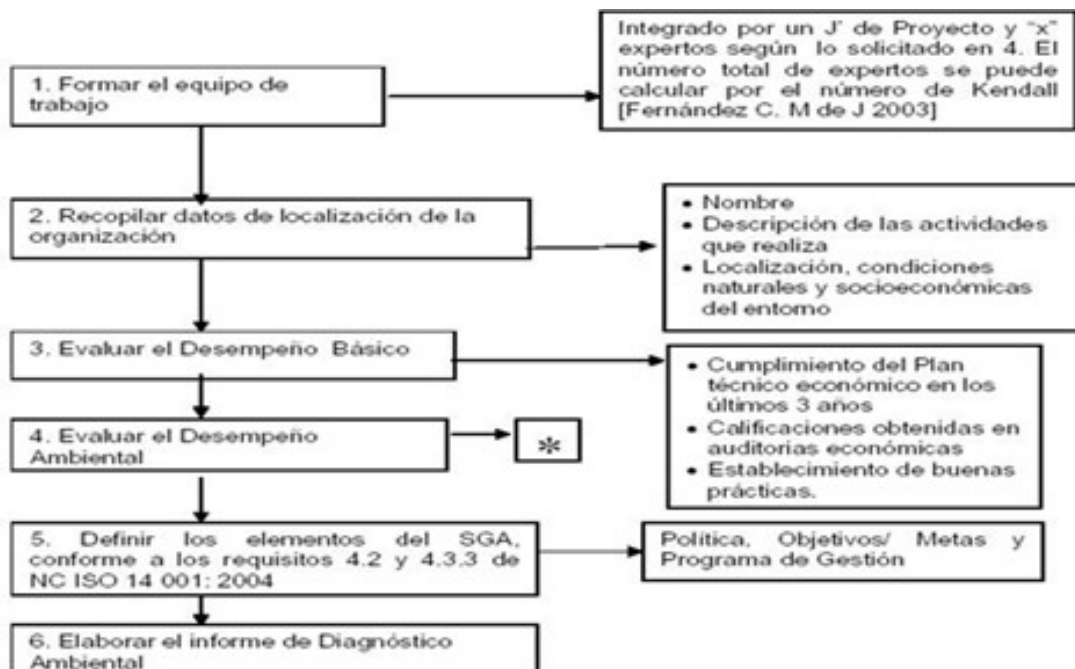 1. Formar el equipo de
trabajo
Integrado por un J' de Proyecto y "x"
expertos según lo solicitado en 4. El
número total de expertos se puede
calcular por el número de Kendall
[Fernández C. M de J 2003]
2. Recopilar datos de localización de la
organización
• Nombre
• Descripción de las actividades
que realiza
• Localización, condiciones
naturales y socioeconómicas
del entorno
3. Evaluar el Desempeño Básico
• Cumplimiento del Plan
técnico económico en los
últimos 3 años
• Calificaciones obtenidas en
auditorias económicas
• Establecimiento de buenas
prácticas.
4. Evaluar el Desempeño
Ambiental
*
5. Definir los elementos del SGA,
conforme a los requisitos 4.2 y 4.3.3 de
NC ISO 14 001: 2004
Política, Objetivos/ Metas y
Programa de Gestión
6. Elaborar el informe de Diagnóstico
Ambiental